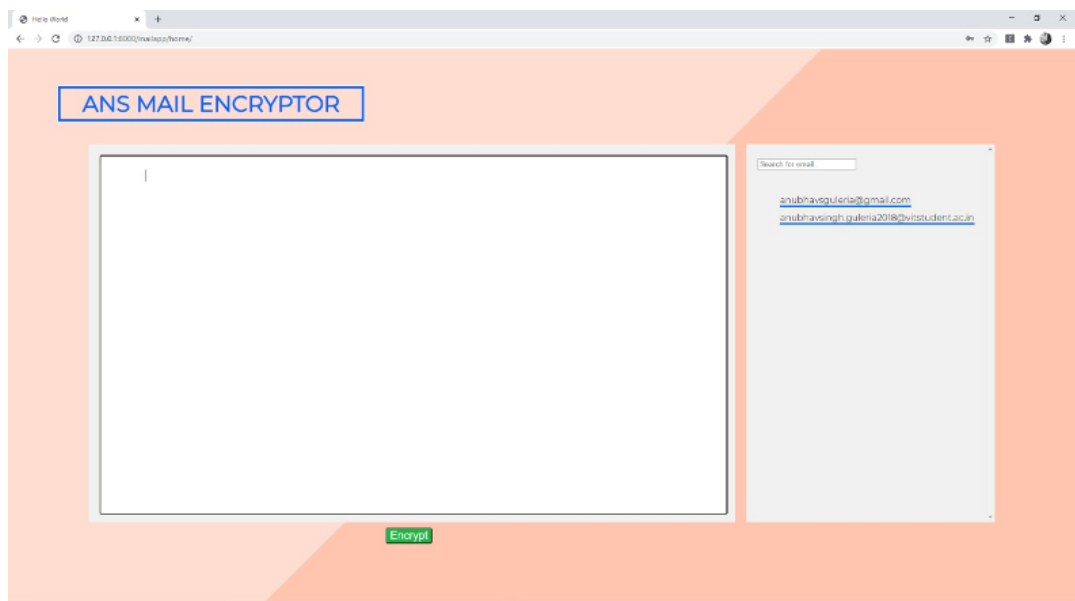 Hello World
127.0.0.1:6000/mailapp/home/
ANS MAIL ENCRYPTOR
Search for email
anubhavsguleria@gmail.com
anubhavsingh.guleria2018@vitstudent.ac.in
Encrypt